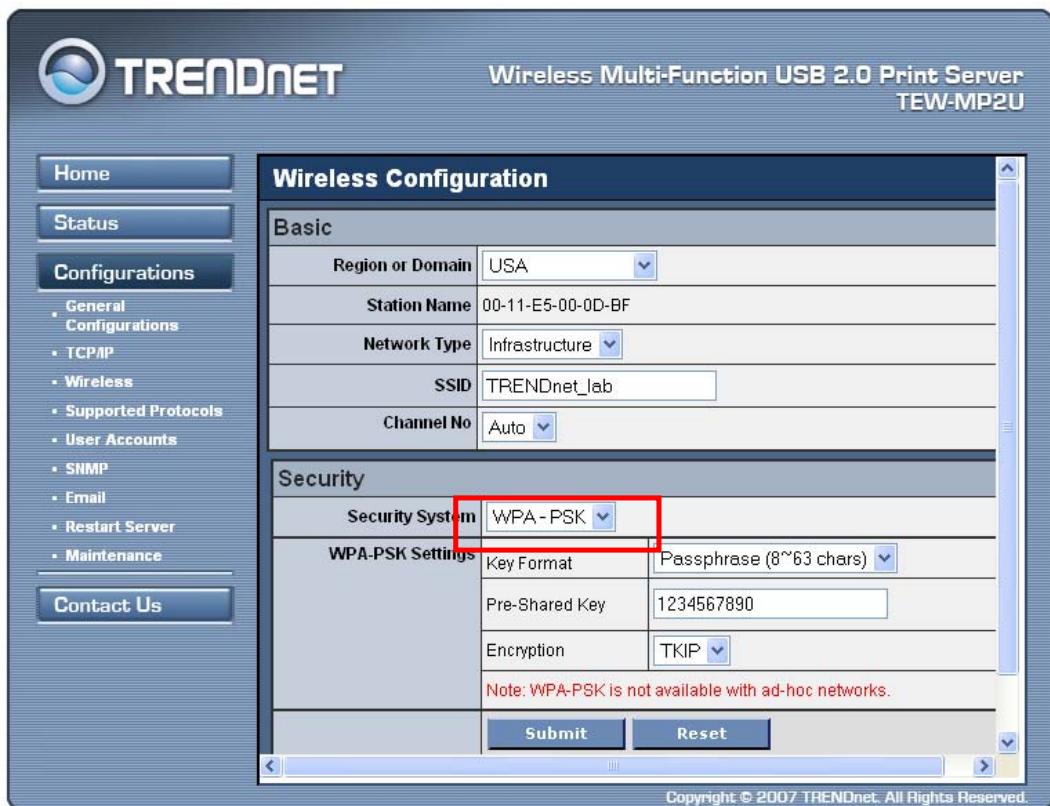 TRENDNET
Wireless Multi-Function USB 2.0 Print Server
TEW-MP2U
Home
Status
Configurations
General
Configurations
TCP/IP
Wireless
Supported Protocols
User Accounts
SNMP
Email
Restart Server
Maintenance
Contact Us
Wireless Configuration
Basic
Region or Domain USA
Station Name 00-11-E5-00-0D-BF
Network Type Infrastructure
SSID TRENDnet_lab
Channel No Auto
Security
Security System WPA-PSK
WPA-PSK Settings Key Format Passphrase (8~63 chars)
Pre-Shared Key 1234567890
Encryption TKIP
Note: WPA-PSK is not available with ad-hoc networks.
Submit Reset
Copyright © 2007 TRENDnet. All Rights Reserved.